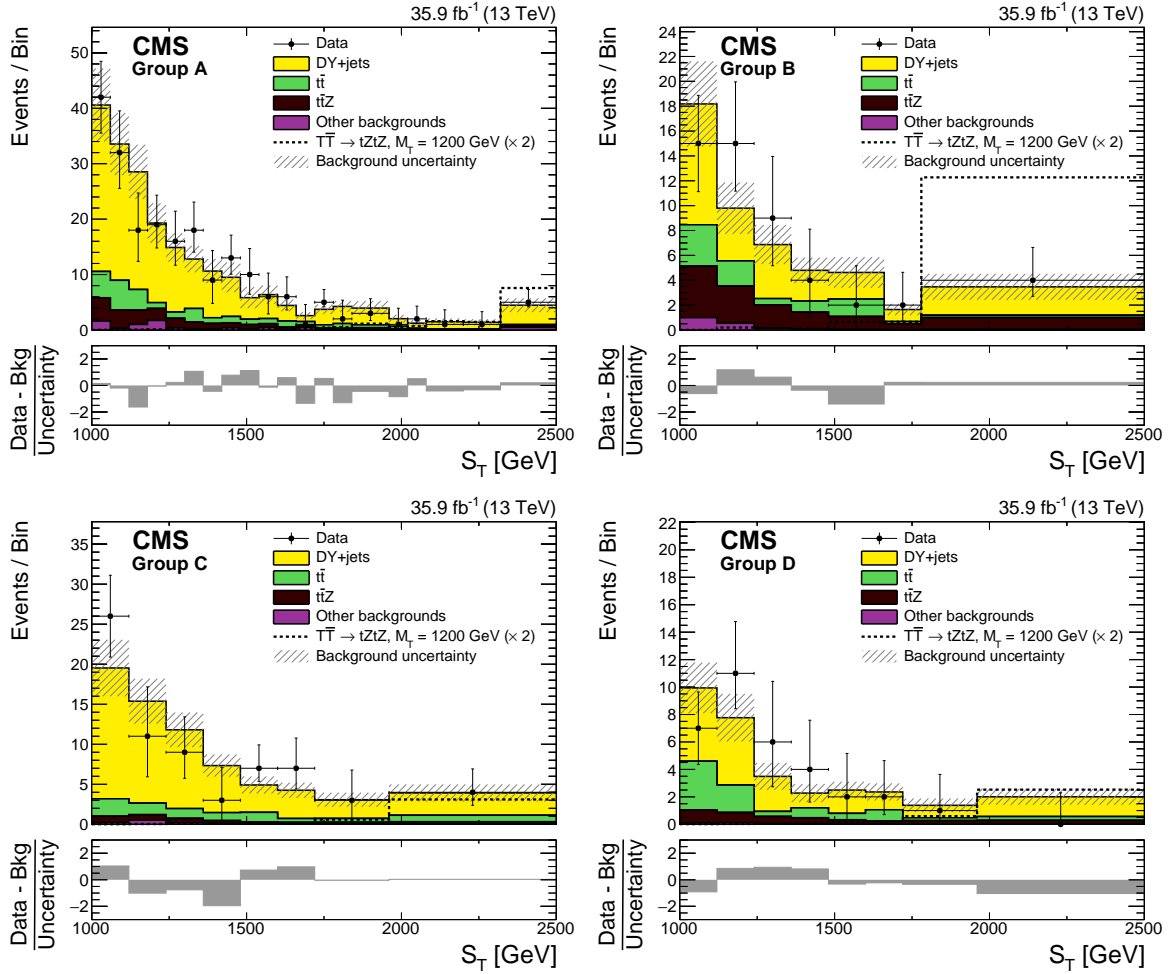 35.9 fb⁻¹ (13 TeV)
Events / Bin
50
40
30
20
10
0
CMS
Group A
Data
DY+jets
tt̄
tt̄Z
Other backgrounds
TT̄ → tZtZ, M_T = 1200 GeV (× 2)
Background uncertainty
Data - Bkg
Uncertainty
2
0
−2
1000 1500 2000 2500
S_T [GeV]
35.9 fb⁻¹ (13 TeV)
Events / Bin
24
22
20
18
16
14
12
10
8
6
4
2
0
CMS
Group B
Data
DY+jets
tt̄
tt̄Z
Other backgrounds
TT̄ → tZtZ, M_T = 1200 GeV (× 2)
Background uncertainty
Data - Bkg
Uncertainty
2
0
−2
1000 1500 2000 2500
S_T [GeV]
35.9 fb⁻¹ (13 TeV)
Events / Bin
35
30
25
20
15
10
5
0
CMS
Group C
Data
DY+jets
tt̄
tt̄Z
Other backgrounds
TT̄ → tZtZ, M_T = 1200 GeV (× 2)
Background uncertainty
Data - Bkg
Uncertainty
2
0
−2
1000 1500 2000 2500
S_T [GeV]
35.9 fb⁻¹ (13 TeV)
Events / Bin
22
20
18
16
14
12
10
8
6
4
2
0
CMS
Group D
Data
DY+jets
tt̄
tt̄Z
Other backgrounds
TT̄ → tZtZ, M_T = 1200 GeV (× 2)
Background uncertainty
Data - Bkg
Uncertainty
2
0
−2
1000 1500 2000 2500
S_T [GeV]